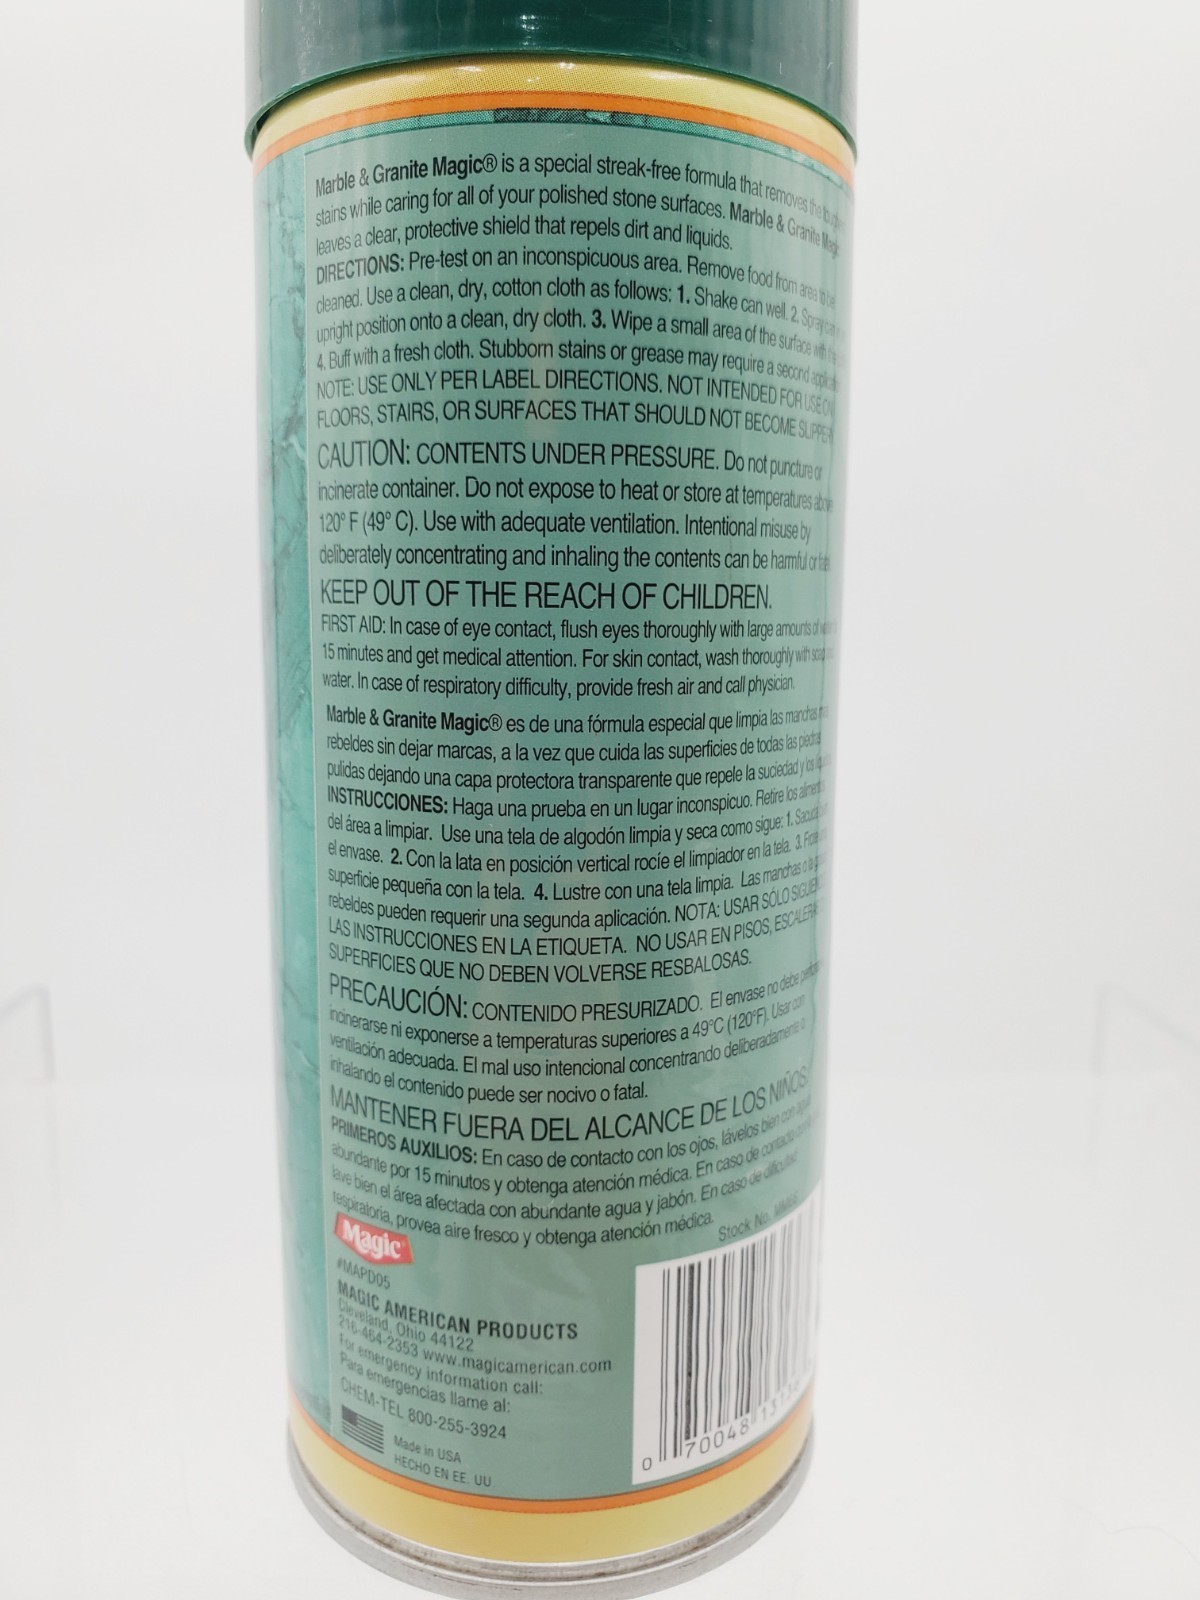 Marble & Granite Magic® is a special streak-free formula that removes the
stains while caring for all of your polished stone surfaces. Marble & Granite Magic
leaves a clear, protective shield that repels dirt and liquids.
DIRECTIONS: Pre-test on an inconspicuous area. Remove food from area to be
cleaned. Use a clean, dry, cotton cloth as follows: 1. Shake can well. 2. Spray can
upright position onto a clean, dry cloth. 3. Wipe a small area of the surface with
4. Buff with a fresh cloth. Stubborn stains or grease may require a second
NOTE: USE ONLY PER LABEL DIRECTIONS. NOT INTENDED FOR USE ON
FLOORS, STAIRS, OR SURFACES THAT SHOULD NOT BECOME
CAUTION: CONTENTS UNDER PRESSURE. Do not puncture or
incinerate container. Do not expose to heat or store at temperatures above
120° F (49° C). Use with adequate ventilation. Intentional misuse by
deliberately concentrating and inhaling the contents can be harmful or
KEEP OUT OF THE REACH OF CHILDREN.
FIRST AID: In case of eye contact, flush eyes thoroughly with large amounts of
15 minutes and get medical attention. For skin contact, wash thoroughly with soap
water. In case of respiratory difficulty, provide fresh air and call physician.
Marble & Granite Magic® es de una fórmula especial que limpia las manchas
rebeldes sin dejar marcas, a la vez que cuida las superficies de todas las piedras
pulidas dejando una capa protectora transparente que repele la suciedad y los
INSTRUCCIONES: Haga una prueba en un lugar inconspicuo. Retire los alimentos
del área a limpiar. Use una tela de algodón limpia y seca como sigue: 1.
el envase. 2. Con la lata en posición vertical rocíe el limpiador en la tela. 3.
superficie pequeña con la tela. 4. Lustre con una tela limpia. Las manchas o
rebeldes pueden requerir una segunda aplicación. NOTA: USAR SÓLO
LAS INSTRUCCIONES EN LA ETIQUETA. NO USAR EN PISOS,
SUPERFICIES QUE NO DEBEN VOLVERSE RESBALOSAS.
PRECAUCIÓN: CONTENIDO PRESURIZADO. El envase no debe
incinerarse ni exponerse a temperaturas superiores a 49°C (120°F). Usar con
ventilación adecuada. El mal uso intencional concentrando deliberadamente o
inhalando el contenido puede ser nocivo o fatal.
MANTENER FUERA DEL ALCANCE DE LOS NIÑOS.
PRIMEROS AUXILIOS: En caso de contacto con los ojos, lávelos bien con agua
abundante por 15 minutos y obtenga atención médica. En caso de contacto
lave bien el área afectada con abundante agua y jabón. En caso de dificultad
respiratoria, provea aire fresco y obtenga atención médica.
Stock No.
Magic
#MAPD05
MAGIC AMERICAN PRODUCTS
Cleveland, Ohio 44122
216-464-2353 www.magicamerican.com
For emergency information call:
Para emergencias llame al:
CHEM-TEL 800-255-3924
Made in USA
HECHO EN EE. UU
0 70048